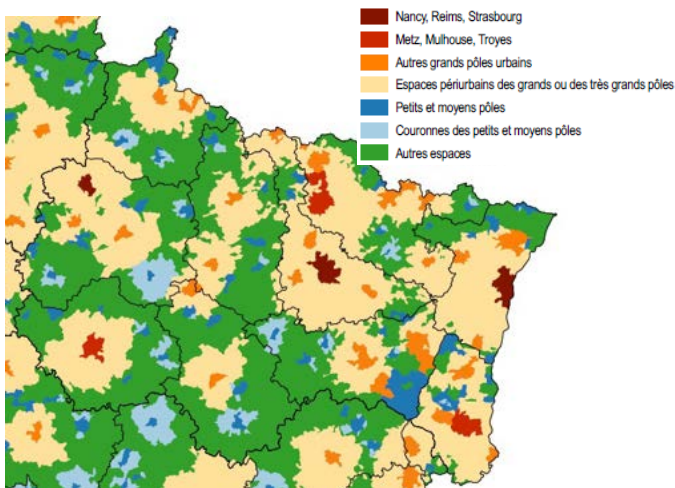 Nancy, Reims, Strasbourg
Metz, Mulhouse, Troyes
Autres grands pôles urbains
Espaces périurbains des grands ou des très grands pôles
Petits et moyens pôles
Couronnes des petits et moyens pôles
Autres espaces